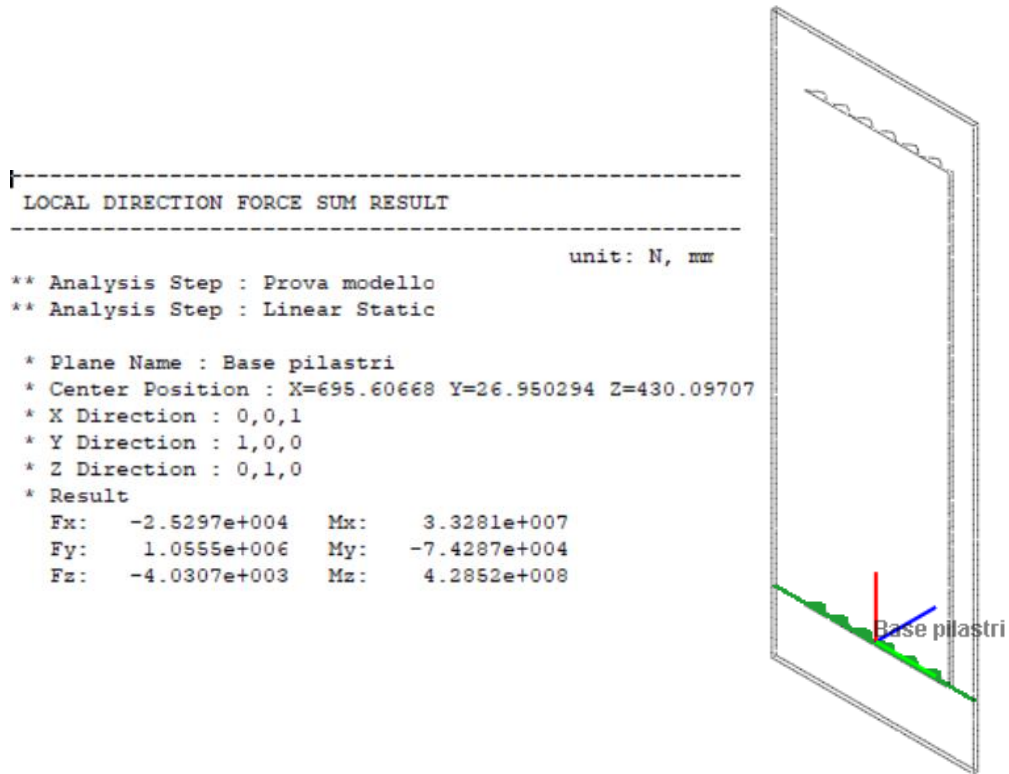 LOCAL DIRECTION FORCE SUM RESULT
unit: N, mm
** Analysis Step : Prova modello
** Analysis Step : Linear Static
* Plane Name : Base pilastri
* Center Position : X=695.60668 Y=26.950294 Z=430.09707
* X Direction : 0,0,1
* Y Direction : 1,0,0
* Z Direction : 0,1,0
* Result
Fx: -2.5297e+004 Mx: 3.3281e+007
Fy: 1.0555e+006 My: -7.4287e+004
Fz: -4.0307e+003 Mz: 4.2852e+008
Base pilastri